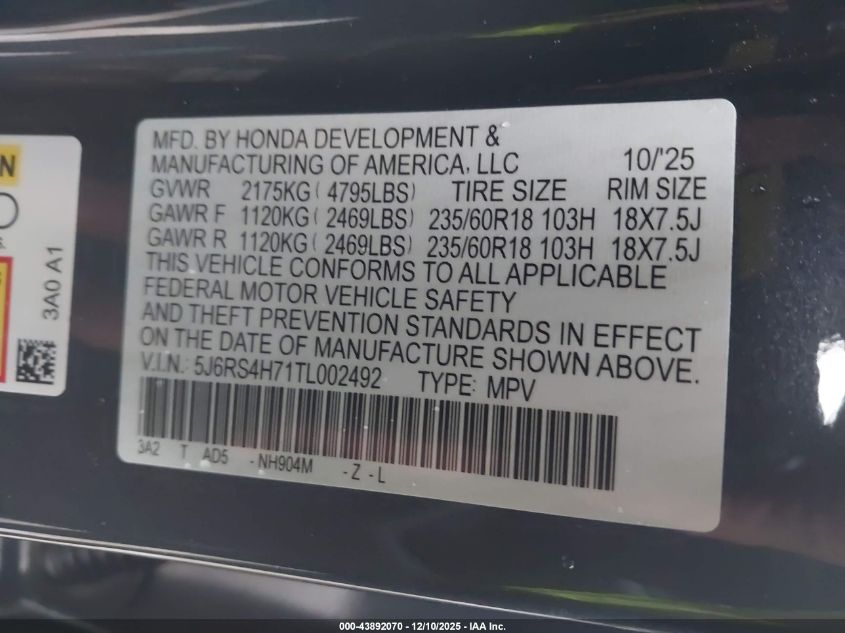 MFD. BY HONDA DEVELOPMENT &
MANUFACTURING OF AMERICA, LLC 10/'25
GVWR 2175KG ( 4795LBS) TIRE SIZE RIM SIZE
GAWR F 1120KG ( 2469LBS) 235/60R18 103H 18X7.5J
GAWR R 1120KG ( 2469LBS) 235/60R18 103H 18X7.5J
THIS VEHICLE CONFORMS TO ALL APPLICABLE
FEDERAL MOTOR VEHICLE SAFETY
AND THEFT PREVENTION STANDARDS IN EFFECT
ON THE DATE OF MANUFACTURE SHOWN ABOVE.
V.I.N.: 5J6RS4H71TL002492 TYPE: MPV
3A2 T AD5 -NH904M -Z-L
3A0 A1
000-43892070 - 12/10/2025 - IAA Inc.